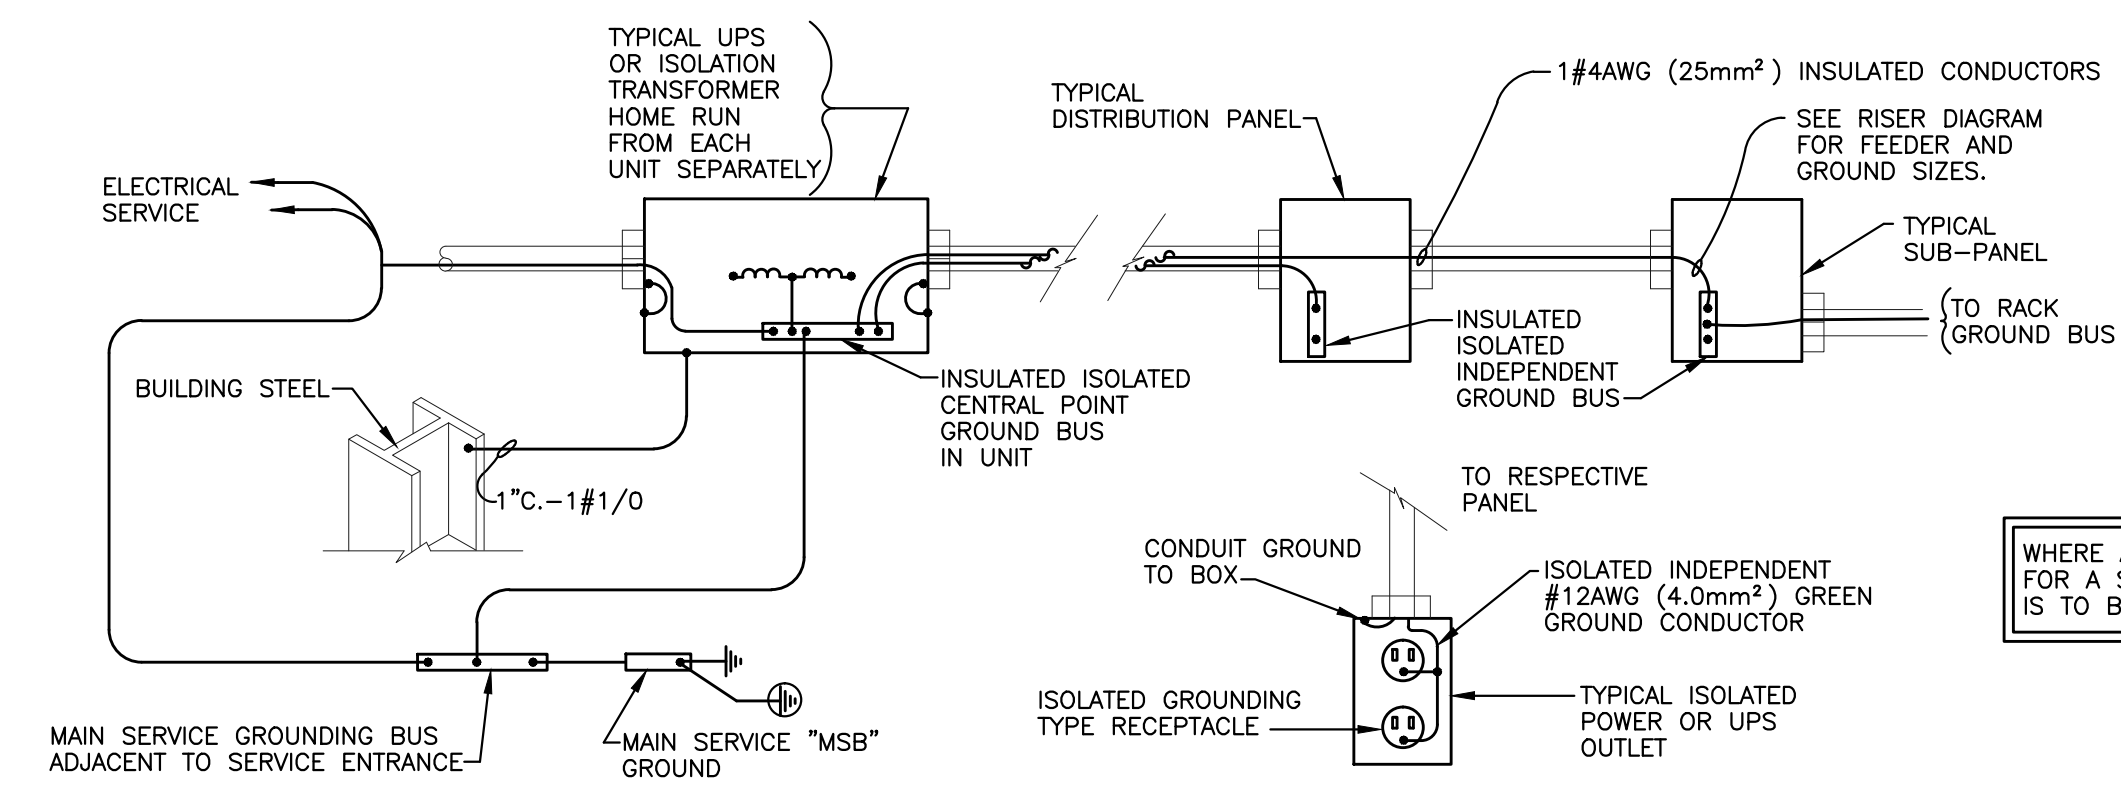 TYPICAL UPS
OR ISOLATION
TRANSFORMER
HOME RUN
FROM EACH
UNIT SEPARATELY
TYPICAL
DISTRIBUTION PANEL
1#4AWG (25mm²) INSULATED CONDUCTORS
SEE RISER DIAGRAM
FOR FEEDER AND
GROUND SIZES.
ELECTRICAL
SERVICE
TYPICAL
SUB-PANEL
TO RACK
GROUND BUS
INSULATED
ISOLATED
INDEPENDENT
GROUND BUS
BUILDING STEEL
INSULATED ISOLATED
CENTRAL POINT
GROUND BUS
IN UNIT
1"C.-1#1/0
TO RESPECTIVE
PANEL
CONDUIT GROUND
TO BOX
ISOLATED INDEPENDENT
#12AWG (4.0mm²) GREEN
GROUND CONDUCTOR
WHERE
FOR A
IS TO
ISOLATED GROUNDING
TYPE RECEPTACLE
TYPICAL ISOLATED
POWER OR UPS
OUTLET
MAIN SERVICE GROUNDING BUS
ADJACENT TO SERVICE ENTRANCE
MAIN SERVICE "MSB"
GROUND